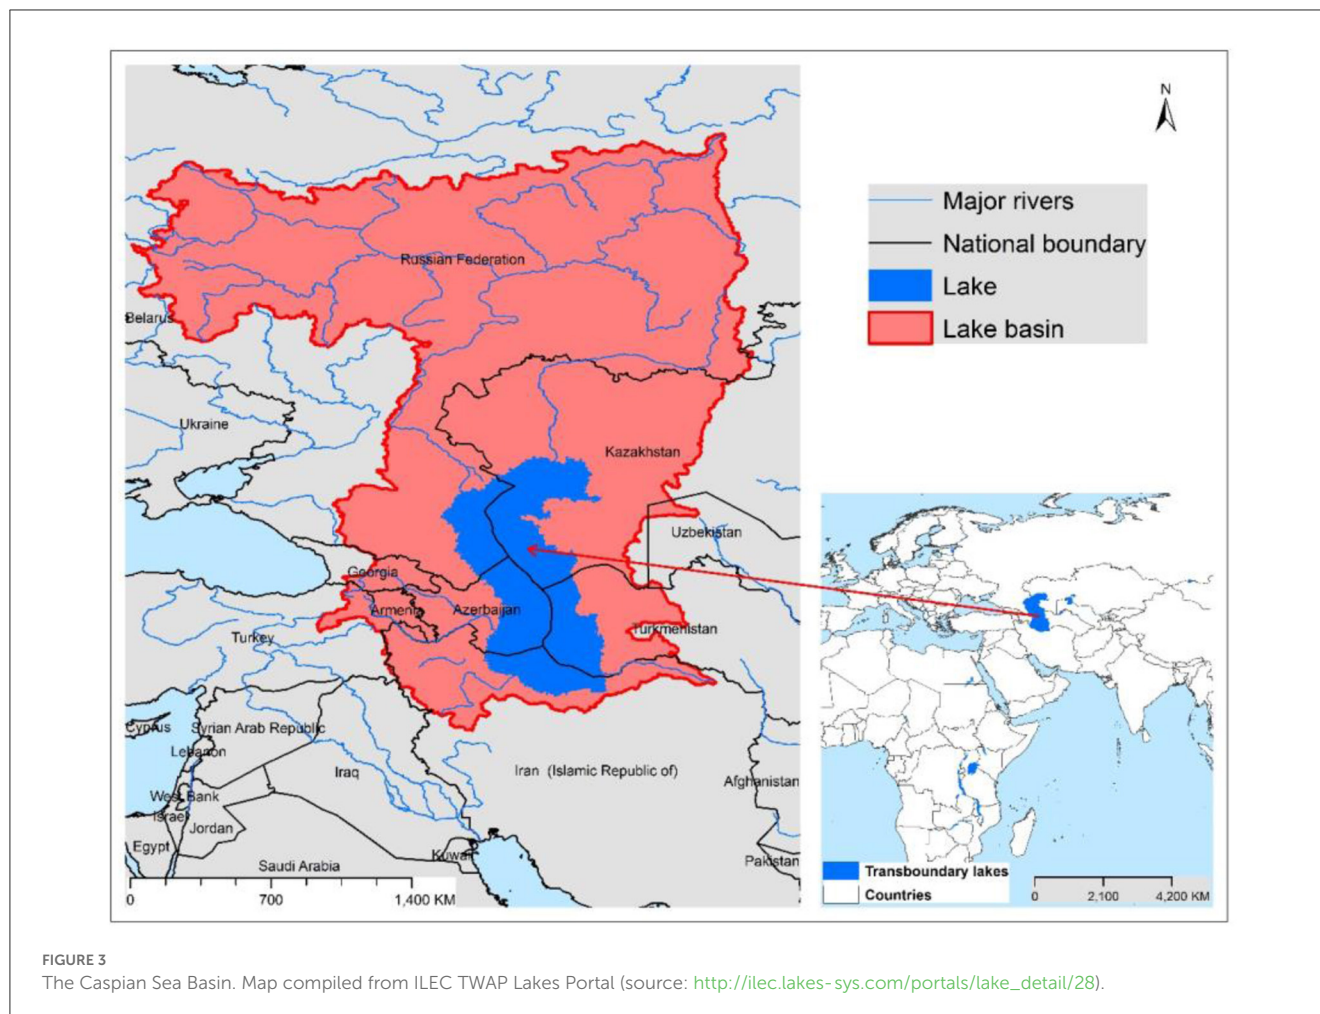 N
Major rivers
National boundary
Lake
Lake basin
Russian Federation
Belarus
Ukraine
Kazakhstan
Uzbekistan
Georgia
Armenia
Azerbaijan
Turkey
Turkmenistan
Cyprus
Syrian Arab Republic
Lebanon
Iraq
Iran (Islamic Republic of)
Afghanistan
West Bank
Israel
Jordan
Egypt
Kuwait
Saudi Arabia
Pakistan
0 700 1,400 KM
Transboundary lakes
Countries
0 2,100 4,200 KM
FIGURE 3
The Caspian Sea Basin. Map compiled from ILEC TWAP Lakes Portal (source: http://ilec.lakes-sys.com/portals/lake_detail/28).